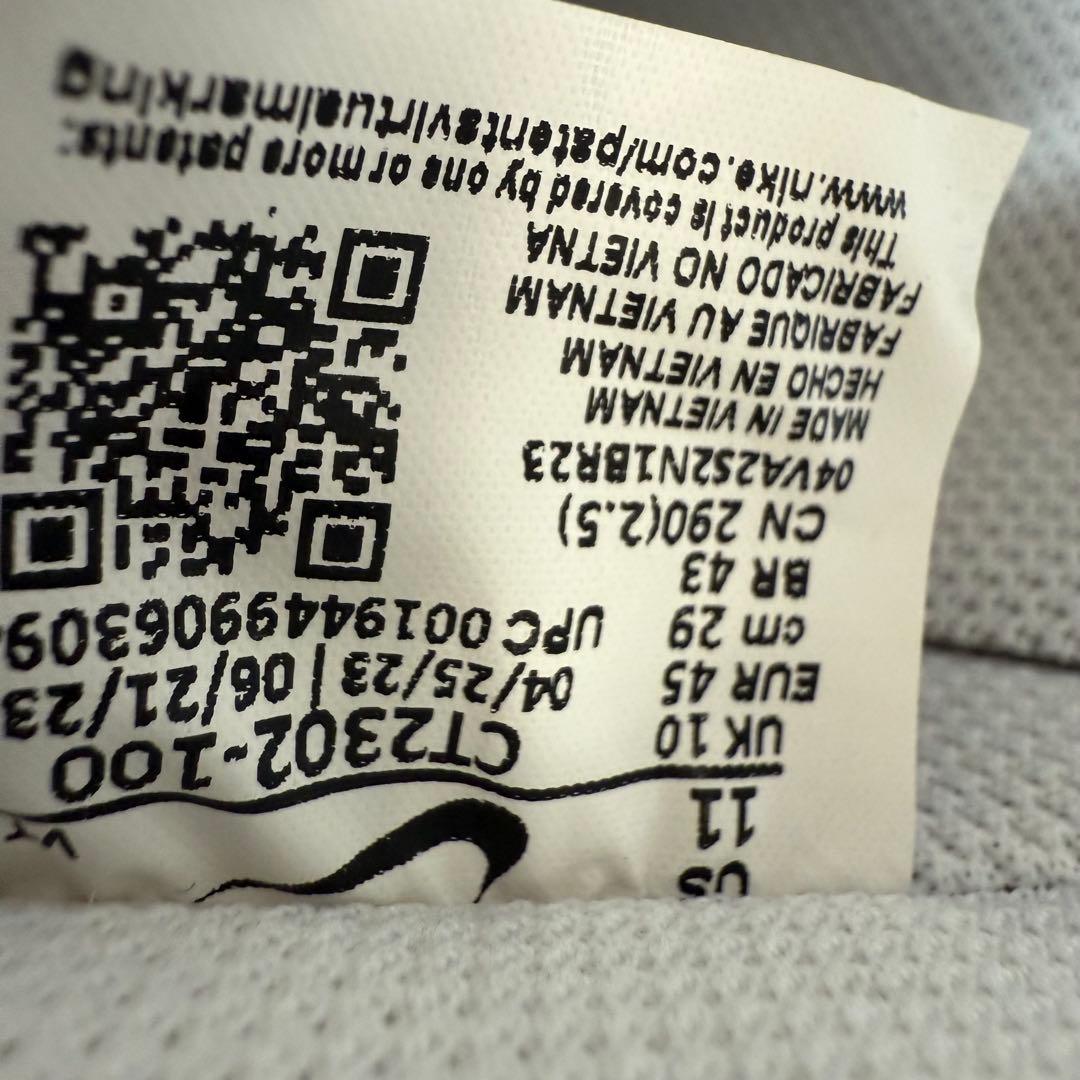 US
11
UK 10
EUR 45
cm 29
BR 43
CN 290(2.5)
04VA2S2N1BR23
MADE IN VIETNAM
HECHO EN VIETNAM
FABRIQUE AU VIETNAM
FABRICADO NO VIETNA
This product is covered by one or more patents:
www.nike.com/patentsvirtualmarking
CT2302-100
04/25/23 | 06/21/23
UPC 0019449906309